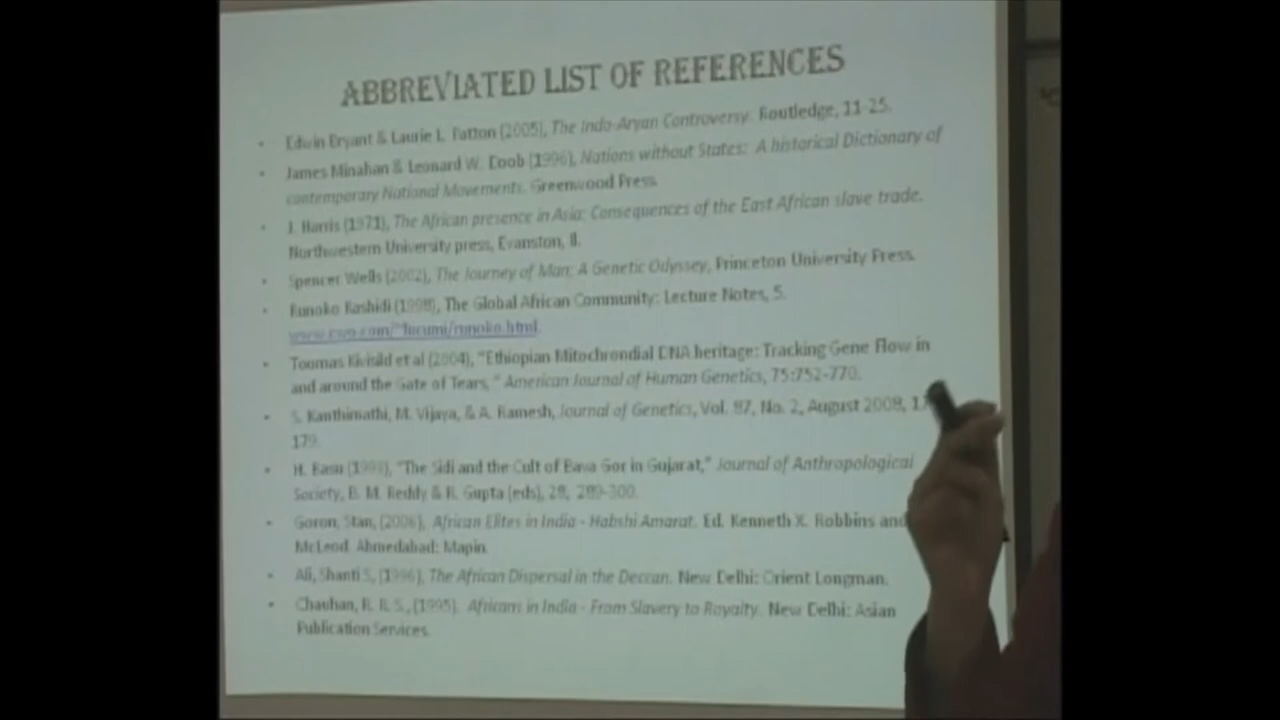 ABBREVIATED LIST OF REFERENCES
• Edwin Bryant & Laurie L. Patton (2005), The Indo-Aryan Controversy. Routledge, 11-25.
• James Minahan & Leonard W. Doob (1996), Nations without States: A historical Dictionary of
contemporary National Movements. Greenwood Press.
• J. Harris (1971), The African presence in Asia: Consequences of the East African slave trade.
Northwestern University press, Evanston, Il.
• Spencer Wells (2002), The Journey of Man: A Genetic Odyssey, Princeton University Press.
• Runoko Rashidi (1998), The Global African Community: Lecture Notes, 5.
www.cwo.com/~lucumi/runoko.html.
• Toomas Kivisild et al (2004), "Ethiopian Mitochrondial DNA heritage: Tracking Gene Flow in
and around the Gate of Tears," American Journal of Human Genetics, 75:752-770.
• S. Kanthimathi, M. Vijaya, & A. Ramesh, Journal of Genetics, Vol. 87, No. 2, August 2008,
179.
• H. Basu "The Sidi and the Cult of Bava Gor in Gujarat," Journal of Anthropological
Society, B. M. Reddy & R. Gupta (eds), 28, 289-300.
• Goron, Stan, (2006), African Elites in India - Habshi Amarat. Ed. Kenneth X. Robbins and
McLeod. Ahmedabad: Mapin.
• Ali, Shanti S, (1996), The African Dispersal in the Deccan. New Delhi: Orient Longman.
• Chauhan, R. R. S., (1995). Africans in India - From Slavery to Royalty. New Delhi: Asian
Publication Services.